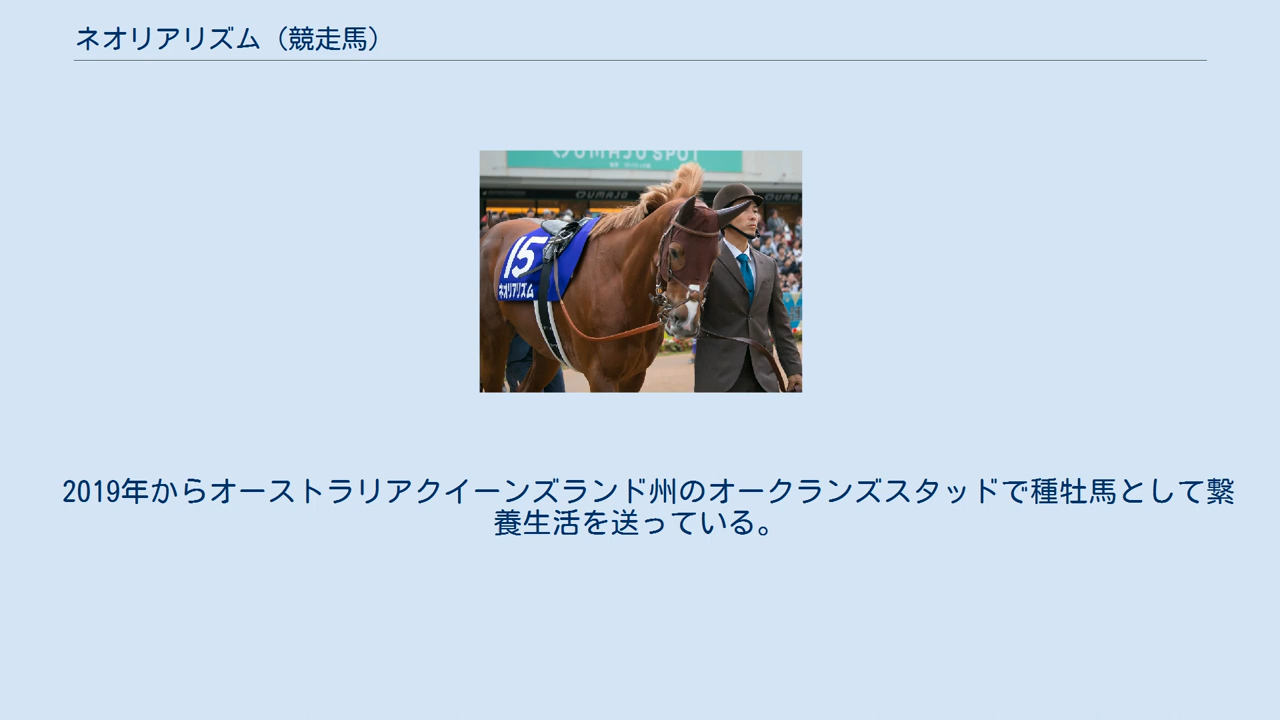 ネオリアリズム（競走馬）
UMAJO SPOT
UMAJO
15
ネオリアリズム
2019年からオーストラリアクイーンズランド州のオークランズスタッドで種牡馬として繋
養生活を送っている。